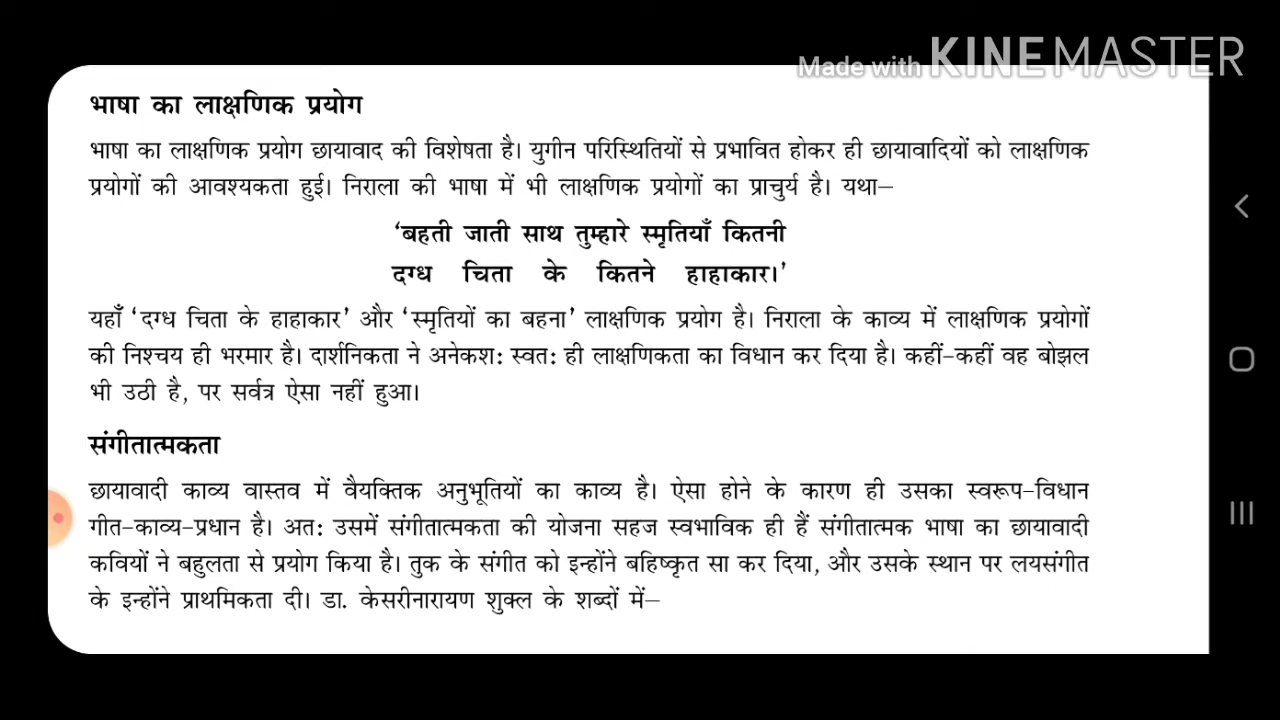 Made with KINEMASTER
भाषा का लाक्षणिक प्रयोग
भाषा का लाक्षणिक प्रयोग छायावाद की विशेषता है। युगीन परिस्थितियों से प्रभावित होकर ही छायावादियों को लाक्षणिक
प्रयोगों की आवश्यकता हुई। निराला की भाषा में भी लाक्षणिक प्रयोगों का प्राचुर्य है। यथा–
‘बहती जाती साथ तुम्हारे स्मृतियाँ कितनी
दग्ध चिता के कितने हाहाकार।’
यहाँ ‘दग्ध चिता के हाहाकार’ और ‘स्मृतियों का बहना’ लाक्षणिक प्रयोग है। निराला के काव्य में लाक्षणिक प्रयोगों
की निश्चय ही भरमार है। दार्शनिकता ने अनेकश: स्वत: ही लाक्षणिकता का विधान कर दिया है। कहीं-कहीं वह बोझल
भी उठी है, पर सर्वत्र ऐसा नहीं हुआ।
संगीतात्मकता
छायावादी काव्य वास्तव में वैयक्तिक अनुभूतियों का काव्य है। ऐसा होने के कारण ही उसका स्वरूप-विधान
गीत-काव्य-प्रधान है। अत: उसमें संगीतात्मकता की योजना सहज स्वभाविक ही हैं संगीतात्मक भाषा का छायावादी
कवियों ने बहुलता से प्रयोग किया है। तुक के संगीत को इन्होंने बहिष्कृत सा कर दिया, और उसके स्थान पर लयसंगीत
के इन्होंने प्राथमिकता दी। डा. केसरीनारायण शुक्ल के शब्दों में–